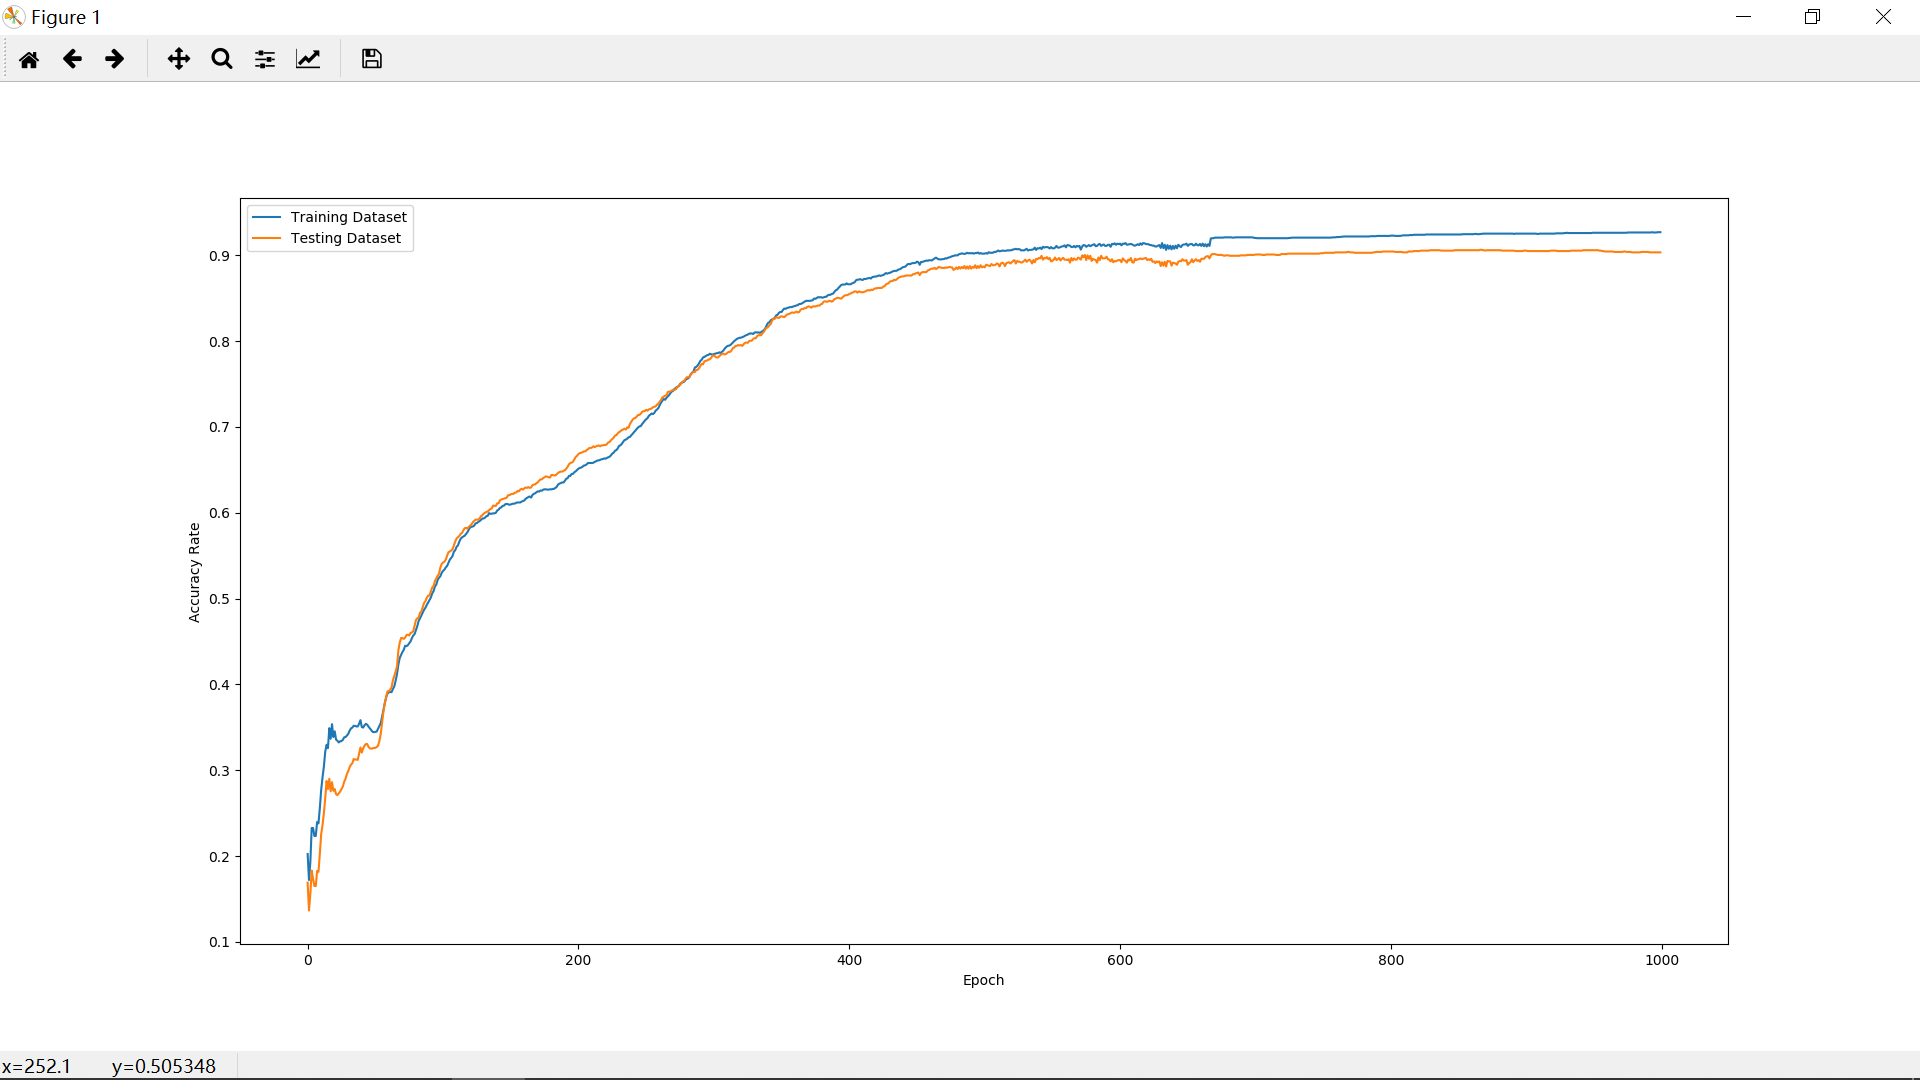 Figure 1
Training Dataset
Testing Dataset
0.9
0.8
0.7
0.6
0.5
0.4
0.3
0.2
0.1
Accuracy Rate
0 200 400 600 800 1000
Epoch
x=252.1 y=0.505348